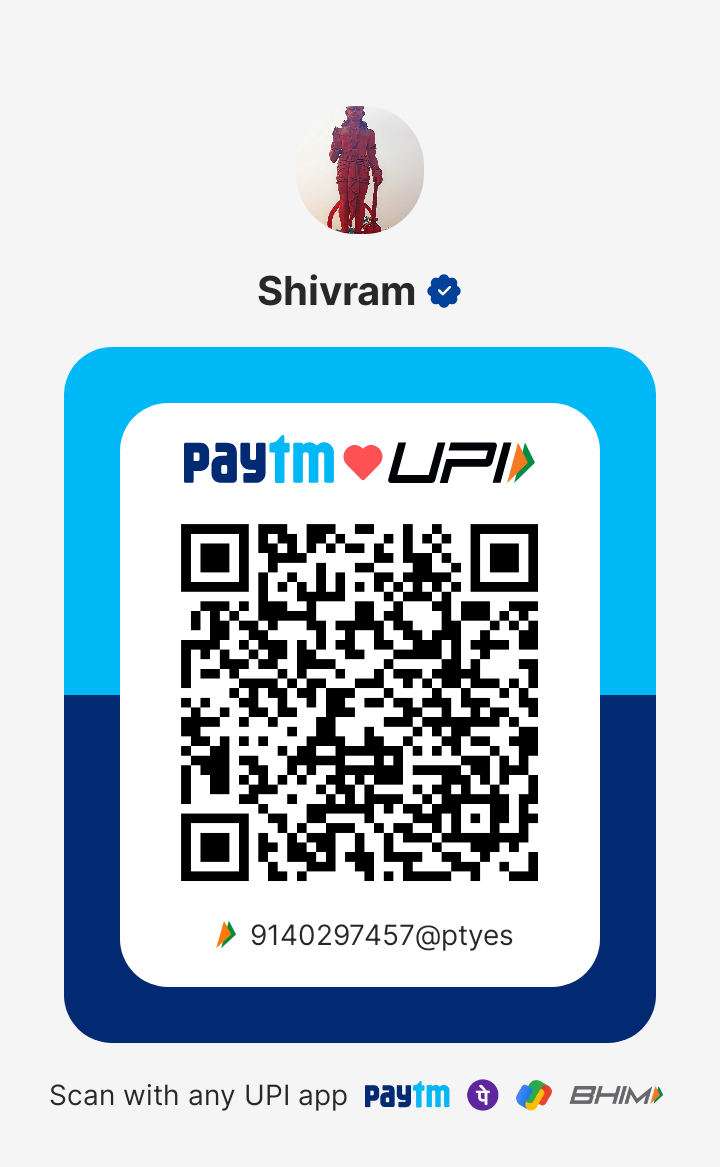 Shivram
paytm UPI
9140297457@ptyes
Scan with any UPI app paytm पे BHIM